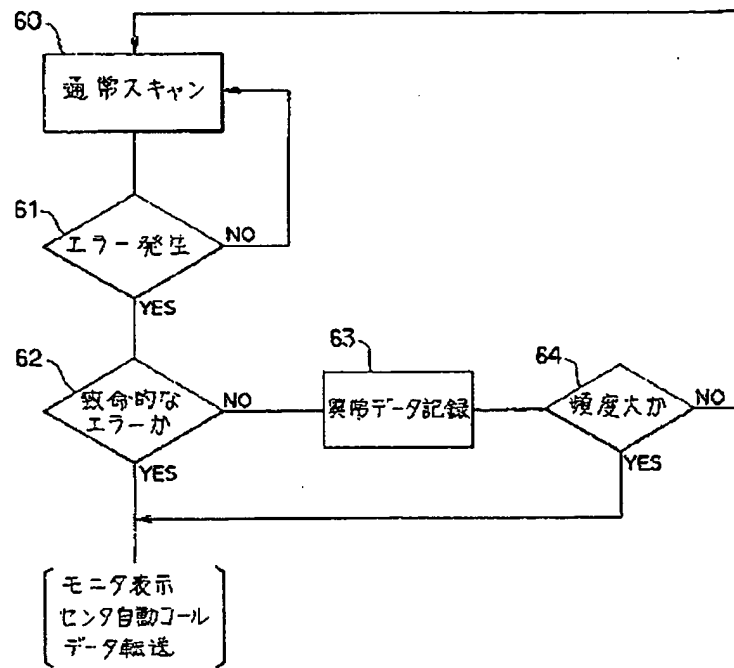 60
通常スキャン
61
エラー発生
NO
YES
62
致命的な
エラーか
NO
YES
63
異常データ記録
64
頻度大か
NO
YES
モニタ表示
センタ自動コール
データ転送